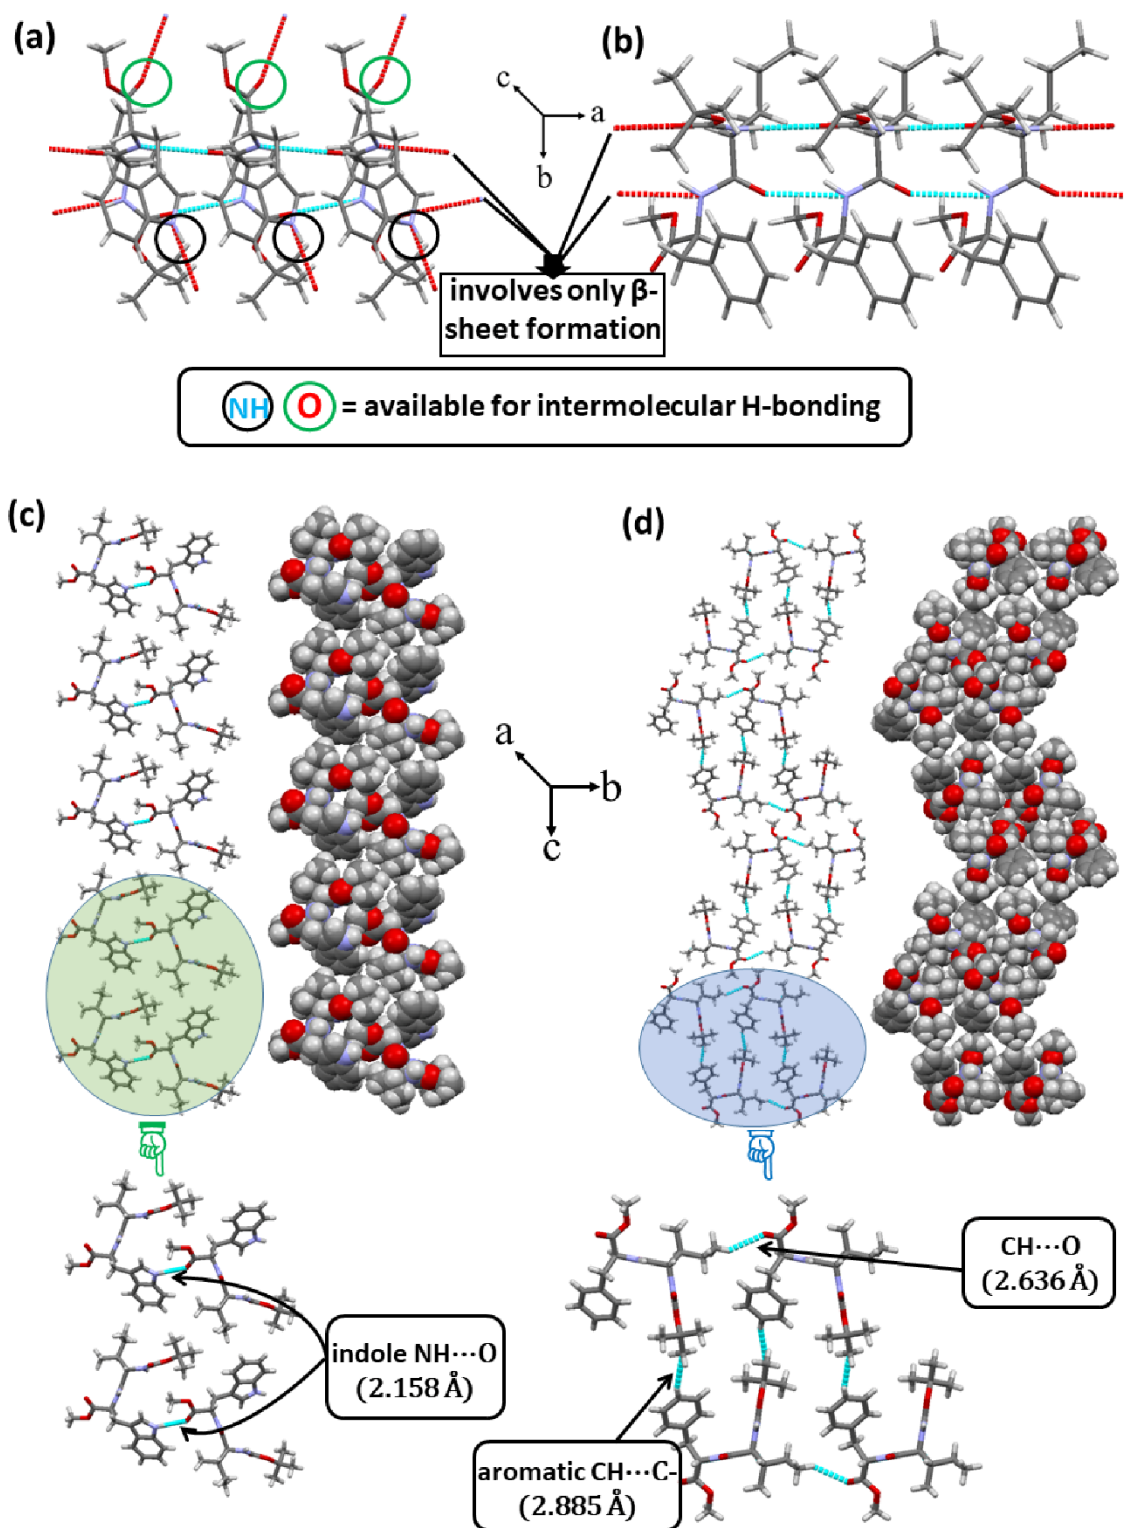 (a)
(b)
c
a
b
involves only β-
sheet formation
NH O = available for intermolecular H-bonding
(c)
(d)
a
b
c
CH···O
(2.636 Å)
indole NH···O
(2.158 Å)
aromatic CH···C-
(2.885 Å)